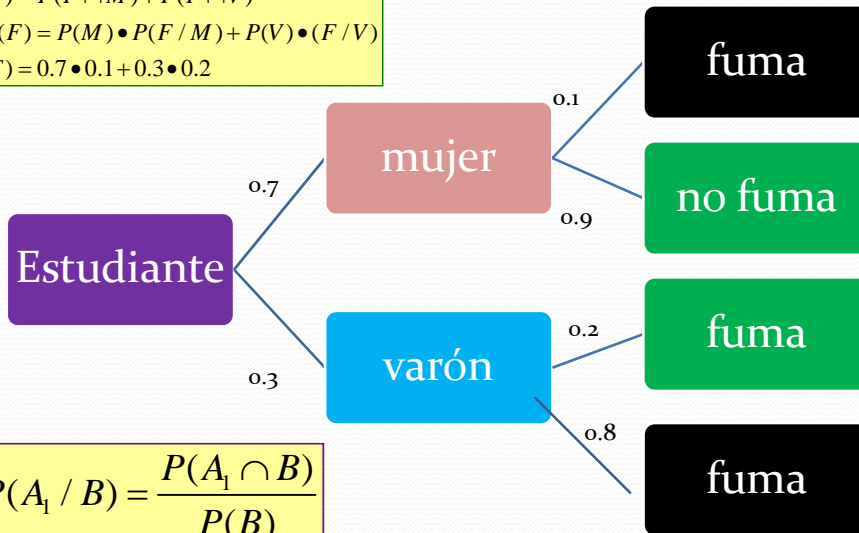 (F) = P(M) • P(F / M) + P(V) • (F / V)
) = 0.7 • 0.1 + 0.3 • 0.2
fuma
0.1
mujer
0.7
no fuma
0.9
Estudiante
fuma
0.2
varón
0.3
0.8
fuma
P(A₁ / B) = P(A₁ ∩ B)
P(B)